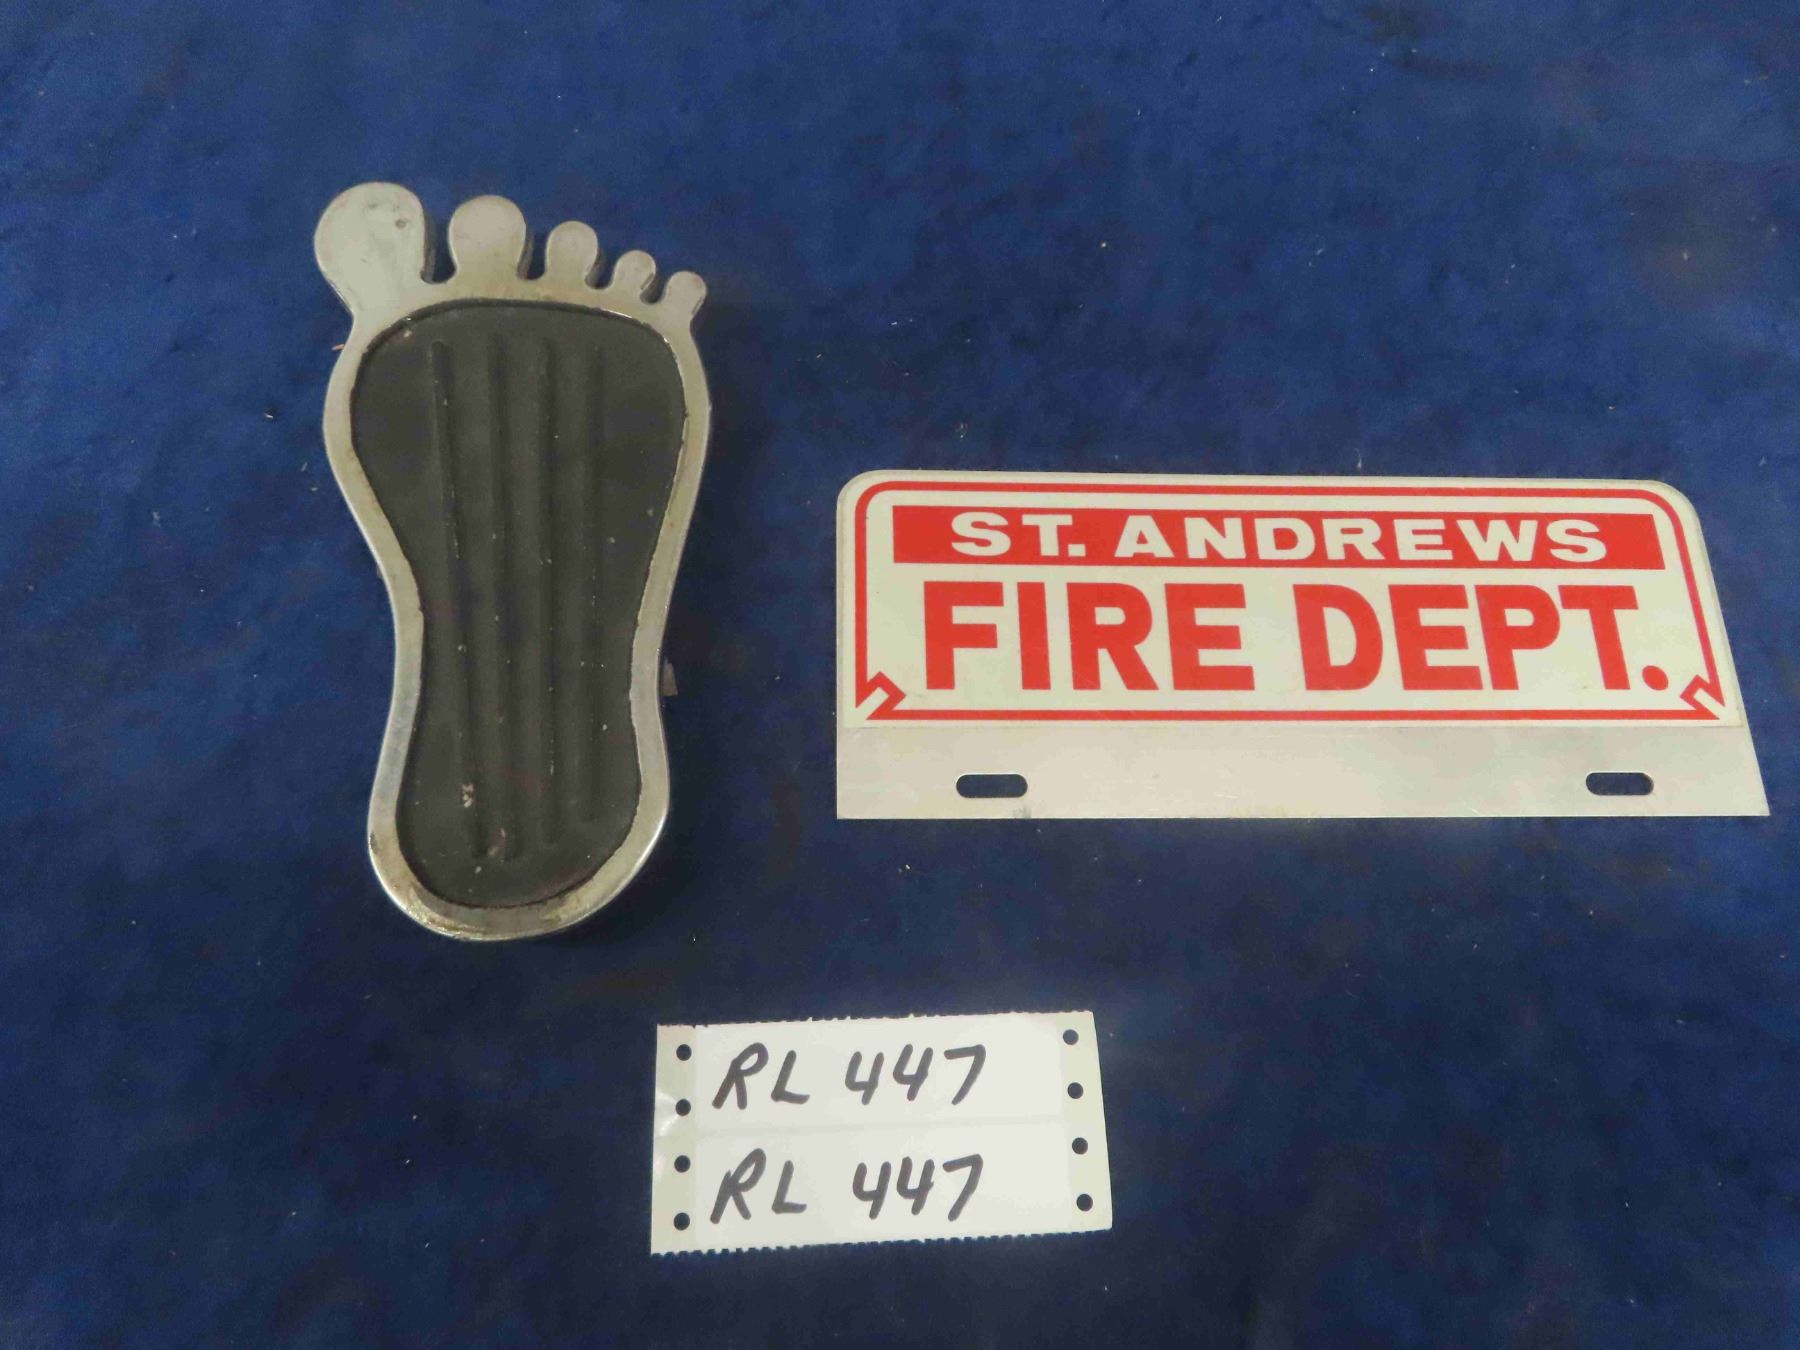 ST. ANDREWS
FIRE DEPT.
RL 447
RL 447